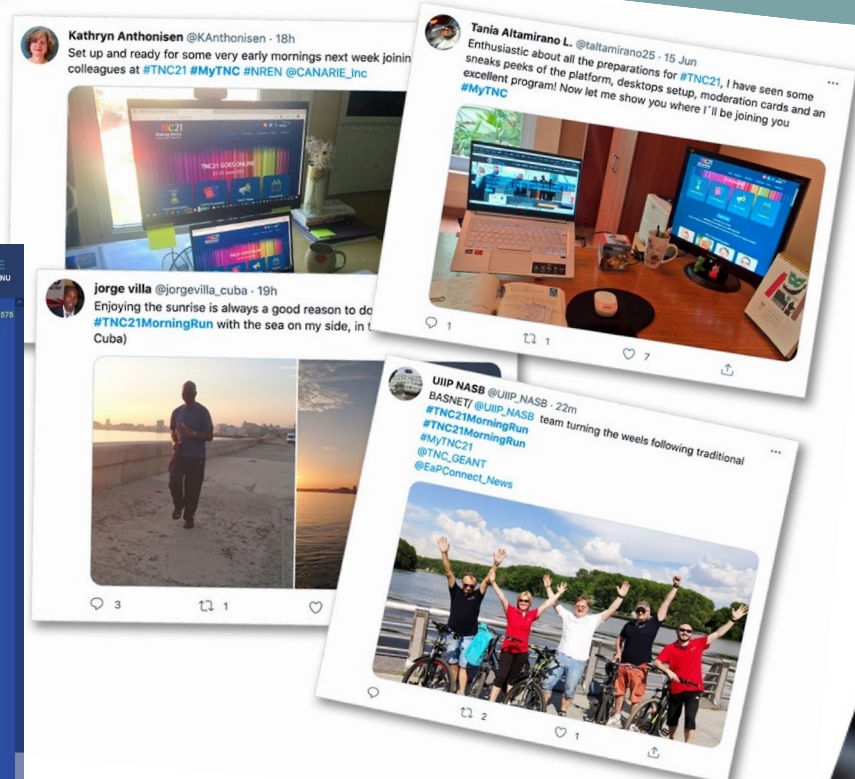 Kathryn Anthonisen @KAnthonisen · 18h
Set up and ready for some very early mornings next week joinin
colleagues at #TNC21 #MyTNC #NREN @CANARIE_Inc
TNC21 GOES ONLINE
Tania Altamirano L. @taltamirano25 · 15 Jun
Enthusiastic about all the preparations for #TNC21, I have seen some
sneaks peeks of the platform, desktops setup, moderation cards and an
excellent program! Now let me show you where I´ll be joining you
#MyTNC
1
1
7
NU
576
jorge villa @jorgevilla_cuba · 19h
Enjoying the sunrise is always a good reason to do
#TNC21MorningRun with the sea on my side, in t
Cuba)
3
1
UIIP NASB @UIIP_NASB · 22m
BASNET/ @UIIP_NASB team turning the weels following traditional
#TNC21MorningRun
#TNC21MorningRun
#MyTNC21
@TNC_GEANT
@EaPConnect_News
2
1